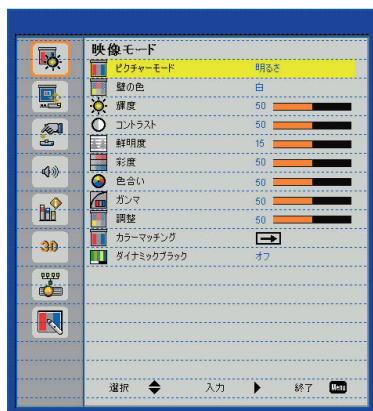 映像モード
ピクチャーモード 明るさ
壁の色 白
輝度 50
コントラスト 50
鮮明度 15
彩度 50
色合い 50
ガンマ 50
調整 50
カラーマッチング
ダイナミックブラック オフ
3D
選択 入力 終了 Menu